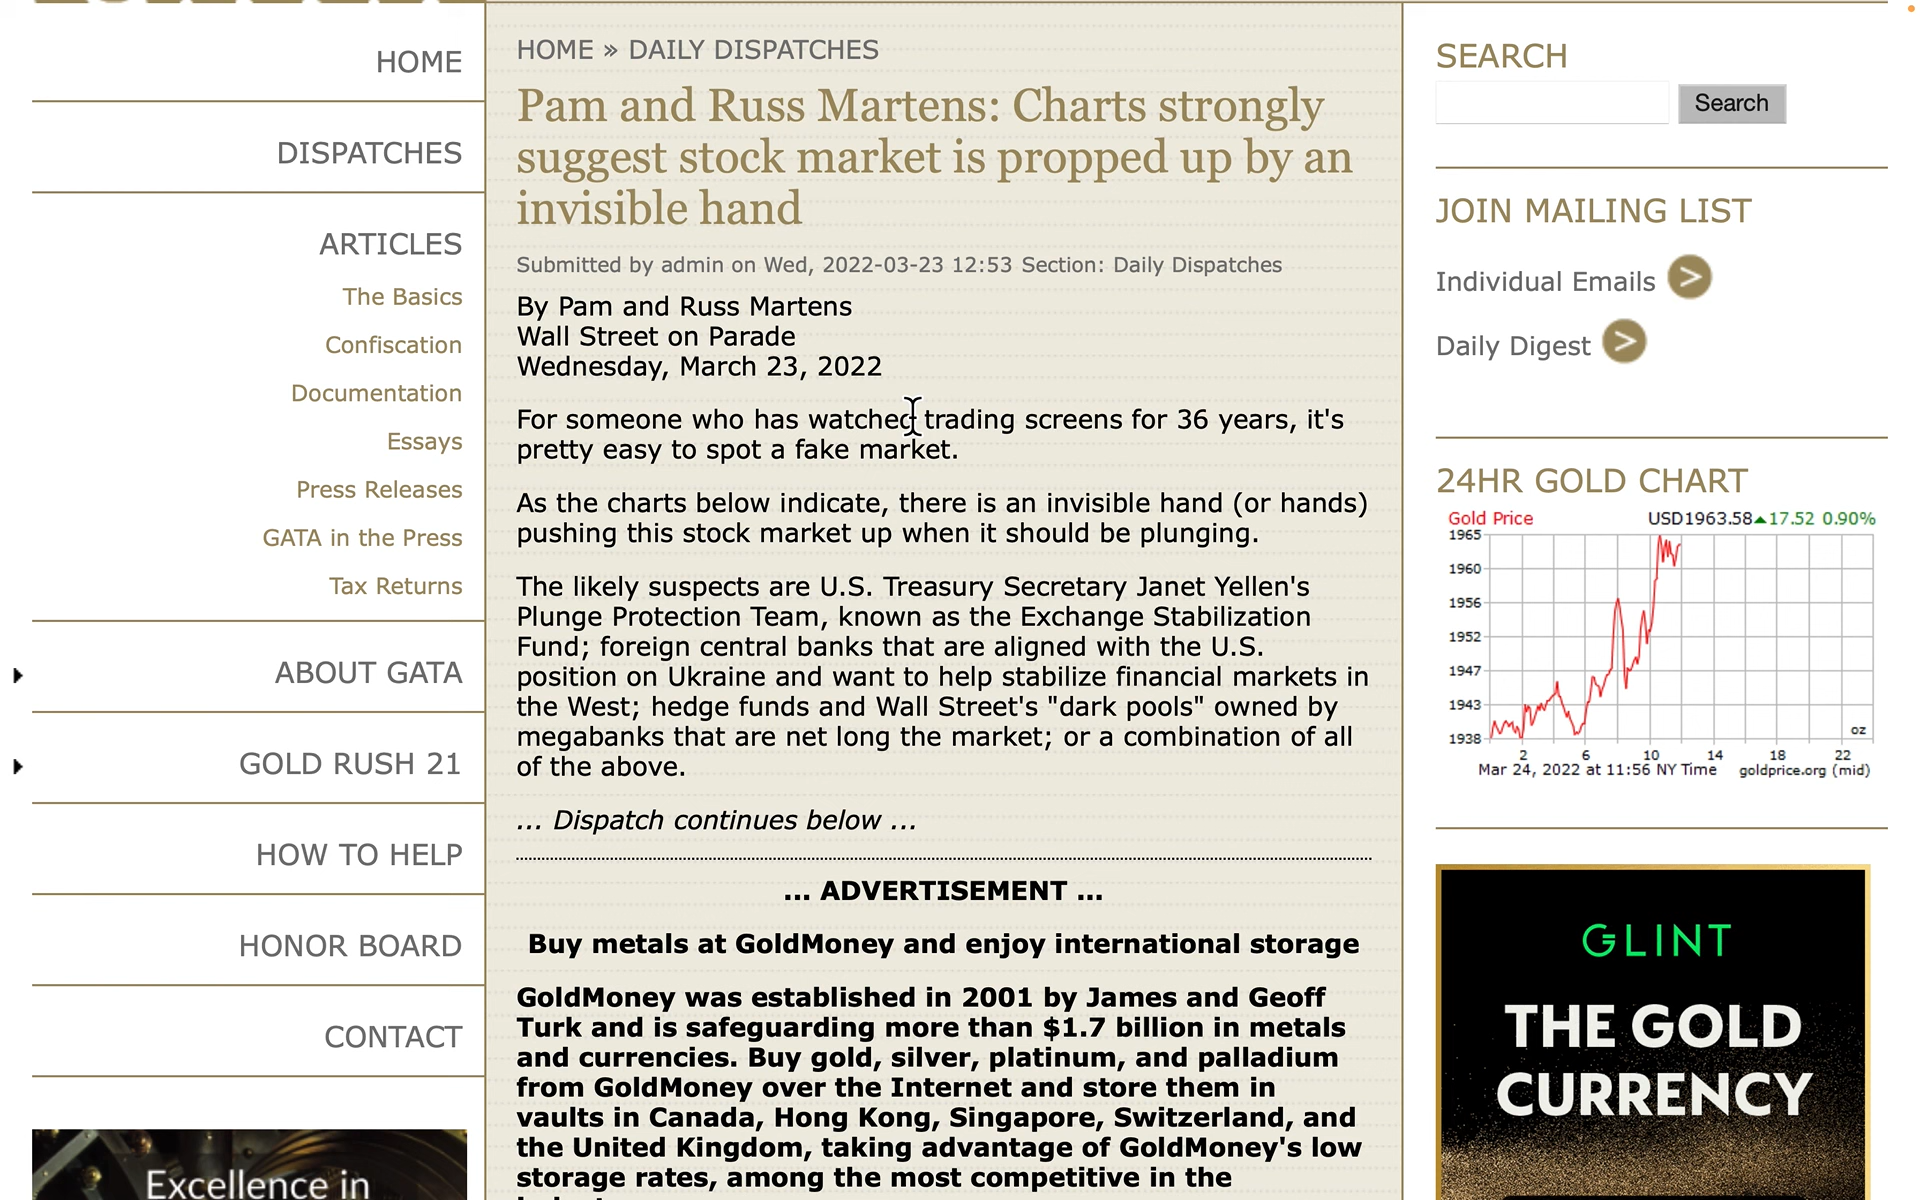 HOME
DISPATCHES
ARTICLES
The Basics
Confiscation
Documentation
Essays
Press Releases
GATA in the Press
Tax Returns
ABOUT GATA
GOLD RUSH 21
HOW TO HELP
HONOR BOARD
CONTACT
Excellence in
HOME » DAILY DISPATCHES
Pam and Russ Martens: Charts strongly
suggest stock market is propped up by an
invisible hand
Submitted by admin on Wed, 2022-03-23 12:53 Section: Daily Dispatches
By Pam and Russ Martens
Wall Street on Parade
Wednesday, March 23, 2022
For someone who has watched trading screens for 36 years, it's
pretty easy to spot a fake market.
As the charts below indicate, there is an invisible hand (or hands)
pushing this stock market up when it should be plunging.
The likely suspects are U.S. Treasury Secretary Janet Yellen's
Plunge Protection Team, known as the Exchange Stabilization
Fund; foreign central banks that are aligned with the U.S.
position on Ukraine and want to help stabilize financial markets in
the West; hedge funds and Wall Street's "dark pools" owned by
megabanks that are net long the market; or a combination of all
of the above.
... Dispatch continues below ...
... ADVERTISEMENT ...
Buy metals at GoldMoney and enjoy international storage
GoldMoney was established in 2001 by James and Geoff
Turk and is safeguarding more than $1.7 billion in metals
and currencies. Buy gold, silver, platinum, and palladium
from GoldMoney over the Internet and store them in
vaults in Canada, Hong Kong, Singapore, Switzerland, and
the United Kingdom, taking advantage of GoldMoney's low
storage rates, among the most competitive in the
SEARCH
Search
JOIN MAILING LIST
Individual Emails >
Daily Digest >
24HR GOLD CHART
Gold Price USD1963.58▲17.52 0.90%
1965
1960
1956
1952
1947
1943
1938
oz
2 6 10 14 18 22
Mar 24, 2022 at 11:56 NY Time goldprice.org (mid)
GLINT
THE GOLD
CURRENCY